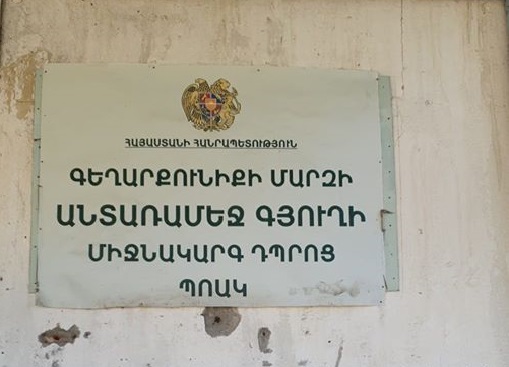 ՀԱՅԱՍՏԱՆԻ ՀԱՆՐԱՊԵՏՈՒԹՅՈՒՆ
ԳԵՂԱՐՔՈՒՆԻՔԻ ՄԱՐԶԻ
ԱՆՏԱՌԱՄԵՋ ԳՅՈՒՂԻ
ՄԻՋՆԱԿԱՐԳ ԴՊՐՈՑ
ՊՈԱԿ